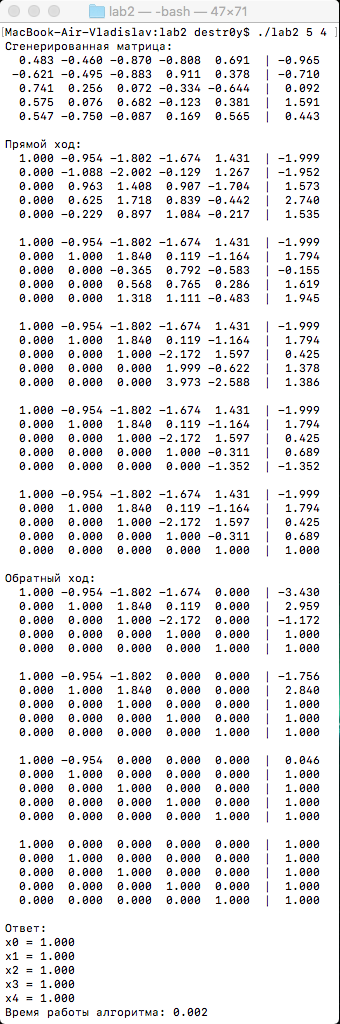 lab2 — -bash — 47×71
[MacBook-Air-Vladislav:lab2 destr0y$ ./lab2 5 4 ]
Сгенерированная матрица:
0.483 -0.460 -0.870 -0.808 0.691 | -0.965
-0.621 -0.495 -0.883 0.911 0.378 | -0.710
0.741 0.256 0.072 -0.334 -0.644 | 0.092
0.575 0.076 0.682 -0.123 0.381 | 1.591
0.547 -0.750 -0.087 0.169 0.565 | 0.443
Прямой ход:
1.000 -0.954 -1.802 -1.674 1.431 | -1.999
0.000 -1.088 -2.002 -0.129 1.267 | -1.952
0.000 0.963 1.408 0.907 -1.704 | 1.573
0.000 0.625 1.718 0.839 -0.442 | 2.740
0.000 -0.229 0.897 1.084 -0.217 | 1.535
1.000 -0.954 -1.802 -1.674 1.431 | -1.999
0.000 1.000 1.840 0.119 -1.164 | 1.794
0.000 0.000 -0.365 0.792 -0.583 | -0.155
0.000 0.000 0.568 0.765 0.286 | 1.619
0.000 0.000 1.318 1.111 -0.483 | 1.945
1.000 -0.954 -1.802 -1.674 1.431 | -1.999
0.000 1.000 1.840 0.119 -1.164 | 1.794
0.000 0.000 1.000 -2.172 1.597 | 0.425
0.000 0.000 0.000 1.999 -0.622 | 1.378
0.000 0.000 0.000 3.973 -2.588 | 1.386
1.000 -0.954 -1.802 -1.674 1.431 | -1.999
0.000 1.000 1.840 0.119 -1.164 | 1.794
0.000 0.000 1.000 -2.172 1.597 | 0.425
0.000 0.000 0.000 1.000 -0.311 | 0.689
0.000 0.000 0.000 0.000 -1.352 | -1.352
1.000 -0.954 -1.802 -1.674 1.431 | -1.999
0.000 1.000 1.840 0.119 -1.164 | 1.794
0.000 0.000 1.000 -2.172 1.597 | 0.425
0.000 0.000 0.000 1.000 -0.311 | 0.689
0.000 0.000 0.000 0.000 1.000 | 1.000
Обратный ход:
1.000 -0.954 -1.802 -1.674 0.000 | -3.430
0.000 1.000 1.840 0.119 0.000 | 2.959
0.000 0.000 1.000 -2.172 0.000 | -1.172
0.000 0.000 0.000 1.000 0.000 | 1.000
0.000 0.000 0.000 0.000 1.000 | 1.000
1.000 -0.954 -1.802 0.000 0.000 | -1.756
0.000 1.000 1.840 0.000 0.000 | 2.840
0.000 0.000 1.000 0.000 0.000 | 1.000
0.000 0.000 0.000 1.000 0.000 | 1.000
0.000 0.000 0.000 0.000 1.000 | 1.000
1.000 -0.954 0.000 0.000 0.000 | 0.046
0.000 1.000 0.000 0.000 0.000 | 1.000
0.000 0.000 1.000 0.000 0.000 | 1.000
0.000 0.000 0.000 1.000 0.000 | 1.000
0.000 0.000 0.000 0.000 1.000 | 1.000
1.000 0.000 0.000 0.000 0.000 | 1.000
0.000 1.000 0.000 0.000 0.000 | 1.000
0.000 0.000 1.000 0.000 0.000 | 1.000
0.000 0.000 0.000 1.000 0.000 | 1.000
0.000 0.000 0.000 0.000 1.000 | 1.000
Ответ:
x0 = 1.000
x1 = 1.000
x2 = 1.000
x3 = 1.000
x4 = 1.000
Время работы алгоритма: 0.002